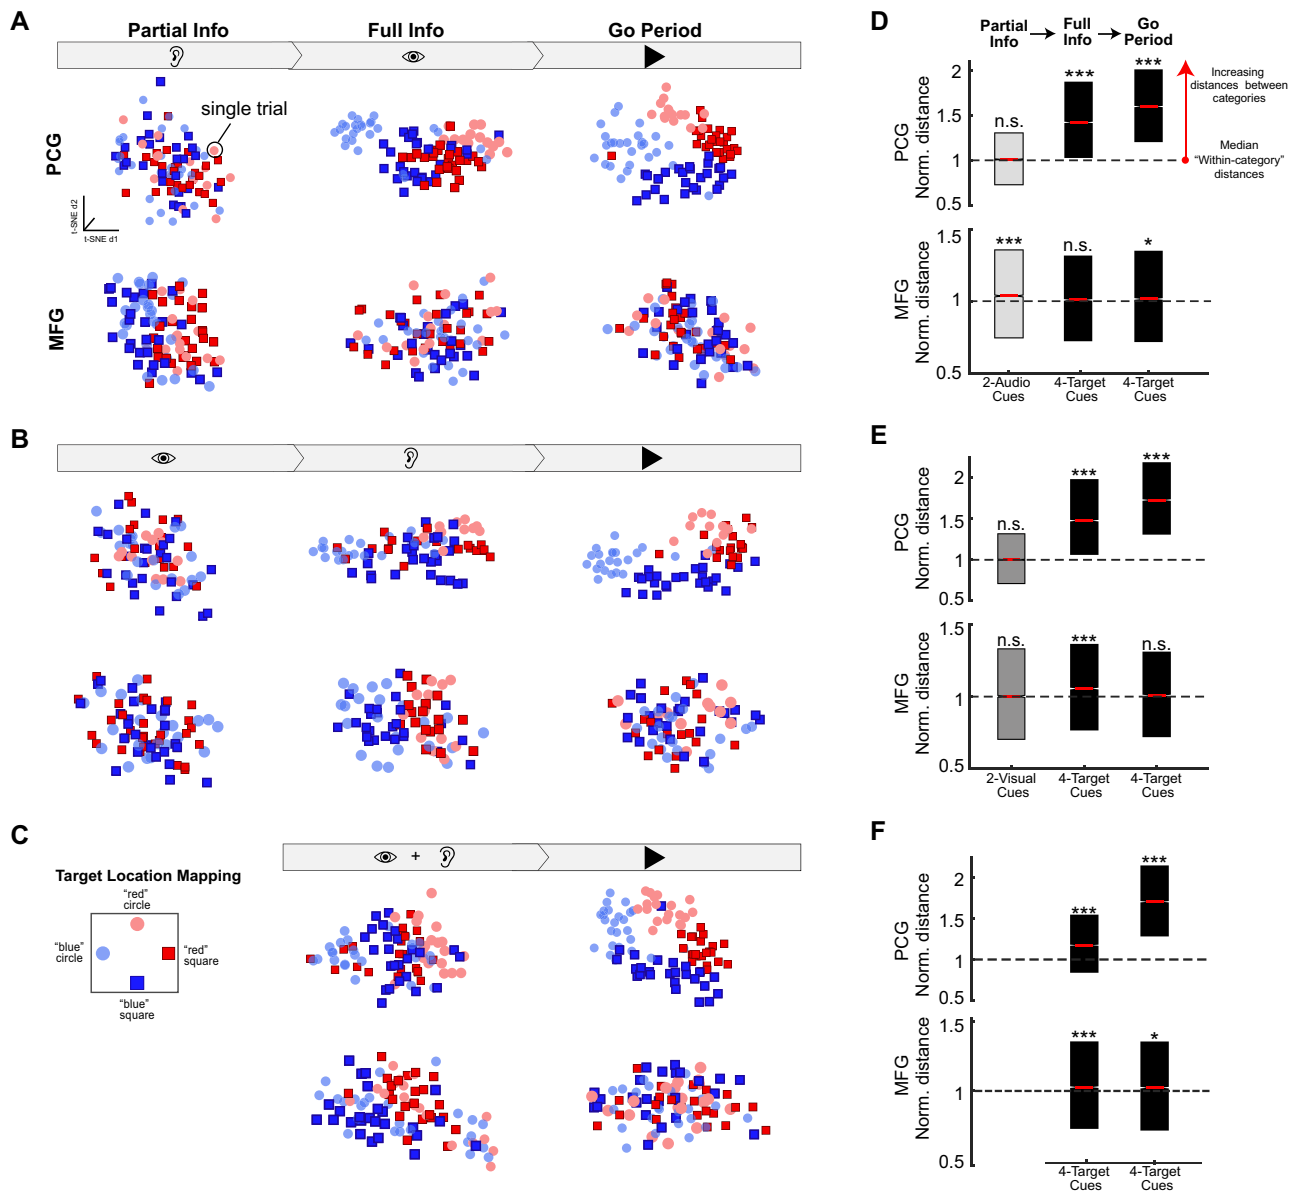 A
Partial Info
Full Info
Go Period
single trial
PCG
t-SNE d2
t-SNE d1
MFG
B
C
Target Location Mapping
“red”
circle
“blue”
circle
“red”
square
“blue”
square
+
D
Partial
Info
Full
Info
Go
Period
PCG
Norm. distance
2
1.5
1
0.5
n.s.
***
***
Increasing
distances between
categories
Median
“Within-category”
distances
MFG
Norm. distance
1.5
1
0.5
***
n.s.
*
2-Audio
Cues
4-Target
Cues
4-Target
Cues
E
PCG
Norm. distance
2
1.5
1
0.5
n.s.
***
***
MFG
Norm. distance
1.5
1
0.5
n.s.
***
n.s.
2-Visual
Cues
4-Target
Cues
4-Target
Cues
F
PCG
Norm. distance
2
1.5
1
0.5
***
***
MFG
Norm. distance
1.5
1
0.5
***
*
4-Target
Cues
4-Target
Cues